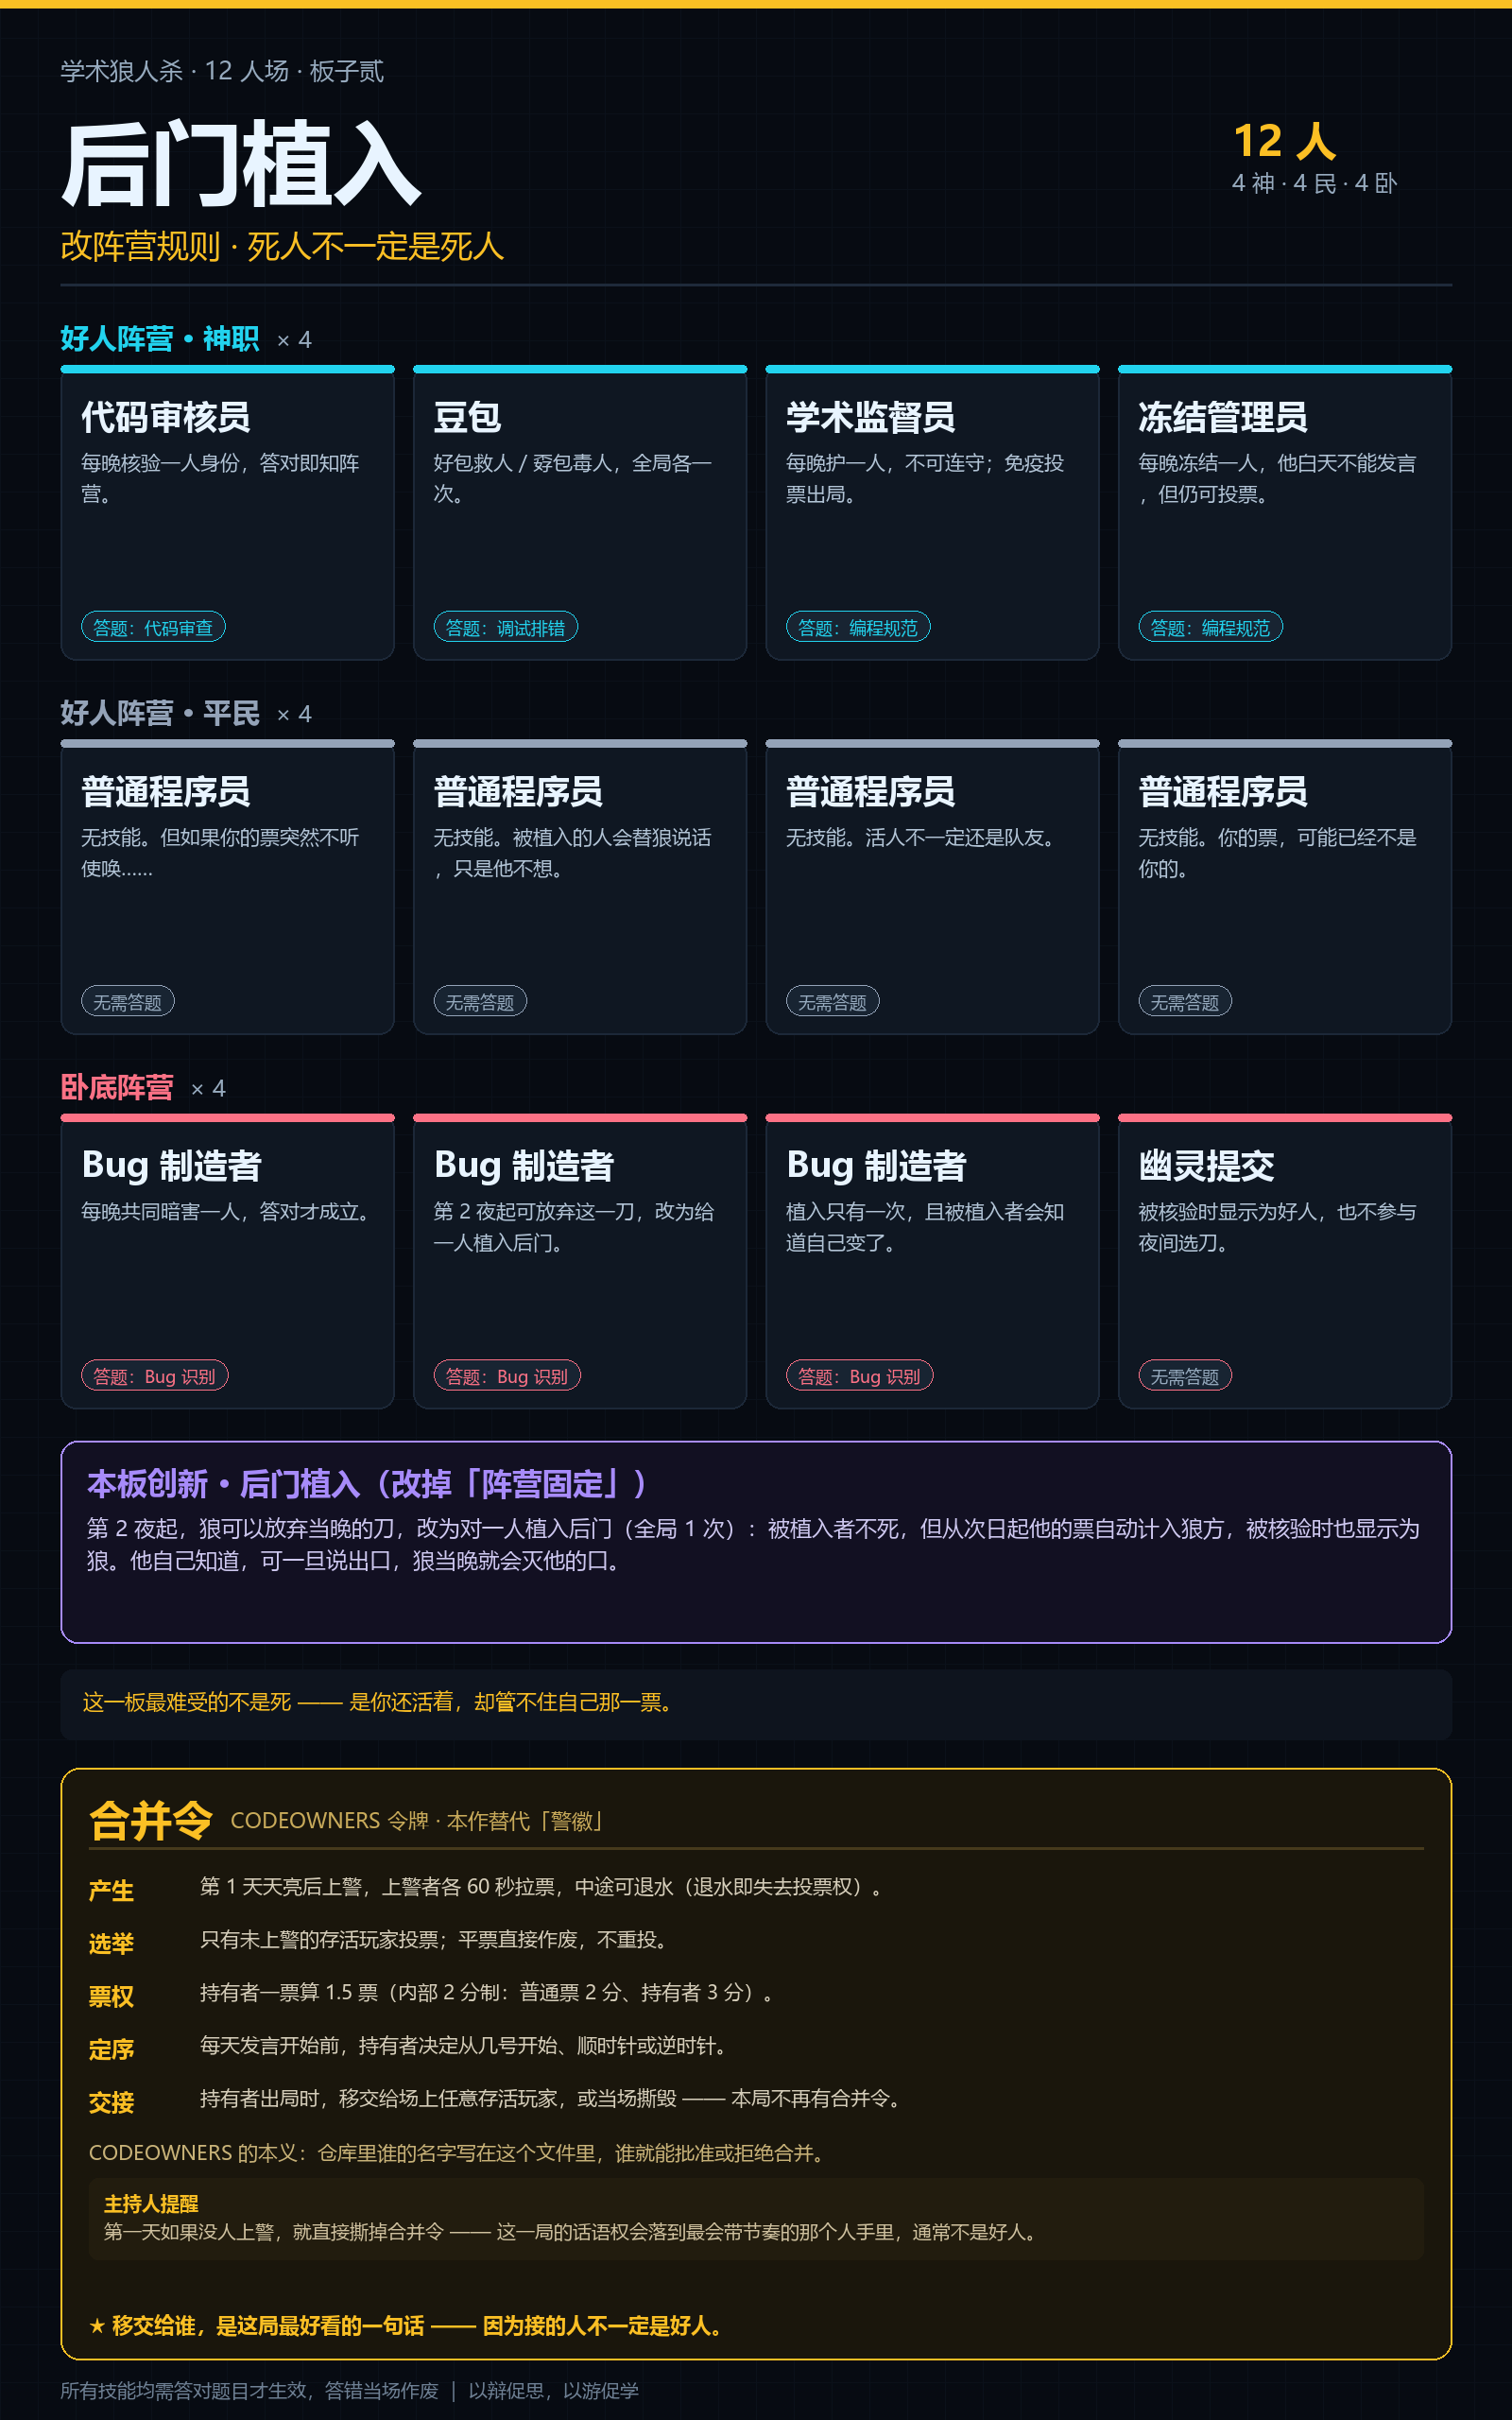 学术狼人杀 · 12 人场 · 板子贰
后门植入
12 人
4 神 · 4 民 · 4 卧
改阵营规则 · 死人不一定是死人
好人阵营 • 神职 × 4
代码审核员
每晚核验一人身份，答对即知阵
营。
答题：代码审查
豆包
好包救人 / 孬包毒人，全局各一
次。
答题：调试排错
学术监督员
每晚护一人，不可连守；免疫投
票出局。
答题：编程规范
冻结管理员
每晚冻结一人，他白天不能发言
，但仍可投票。
答题：编程规范
好人阵营 • 平民 × 4
普通程序员
无技能。但如果你的票突然不听
使唤……
无需答题
普通程序员
无技能。被植入的人会替狼说话
，只是他不想。
无需答题
普通程序员
无技能。活人不一定还是队友。
无需答题
普通程序员
无技能。你的票，可能已经不是
你的。
无需答题
卧底阵营 × 4
Bug 制造者
每晚共同暗害一人，答对才成立。
答题：Bug 识别
Bug 制造者
第 2 夜起可放弃这一刀，改为给
一人植入后门。
答题：Bug 识别
Bug 制造者
植入只有一次，且被植入者会知
道自己变了。
答题：Bug 识别
幽灵提交
被核验时显示为好人，也不参与
夜间选刀。
无需答题
本板创新 • 后门植入（改掉「阵营固定」）
第 2 夜起，狼可以放弃当晚的刀，改为对一人植入后门（全局 1 次）：被植入者不死，但从次日起他的票自动计入狼方，被核验时也显示为
狼。他自己知道，可一旦说出口，狼当晚就会灭他的口。
这一板最难受的不是死 —— 是你还活着，却管不住自己那一票。
合并令 CODEOWNERS 令牌 · 本作替代「警徽」
产生 第 1 天天亮后上警，上警者各 60 秒拉票，中途可退水（退水即失去投票权）。
选举 只有未上警的存活玩家投票；平票直接作废，不重投。
票权 持有者一票算 1.5 票（内部 2 分制：普通票 2 分、持有者 3 分）。
定序 每天发言开始前，持有者决定从几号开始、顺时针或逆时针。
交接 持有者出局时，移交给场上任意存活玩家，或当场撕毁 —— 本局不再有合并令。
CODEOWNERS 的本义：仓库里谁的名字写在这个文件里，谁就能批准或拒绝合并。
主持人提醒
第一天如果没人上警，就直接撕掉合并令 —— 这一局的话语权会落到最会带节奏的那个人手里，通常不是好人。
★ 移交给谁，是这局最好看的一句话 —— 因为接的人不一定是好人。
所有技能均需答对题目才生效，答错当场作废 ｜ 以辩促思，以游促学